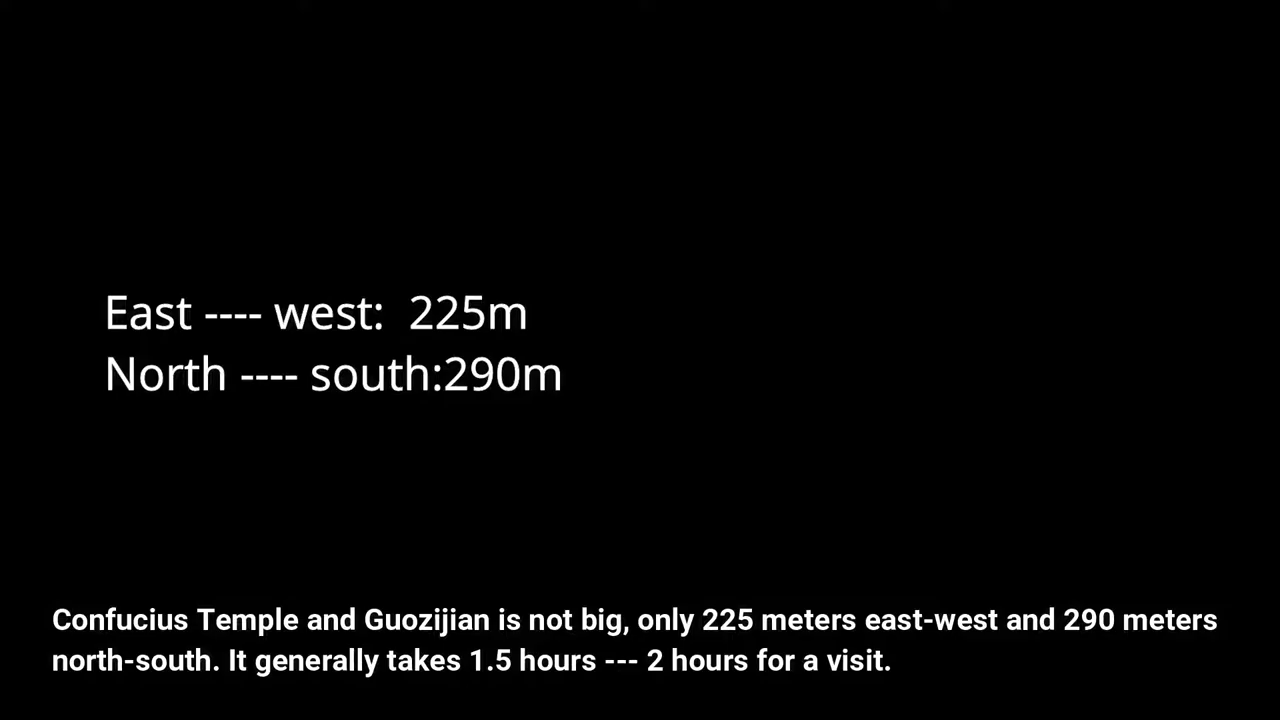 East ---- west:  225m
North ---- south:290m
Confucius Temple and Guozijian is not big, only 225 meters east-west and 290 meters
north-south. It generally takes 1.5 hours --- 2 hours for a visit.